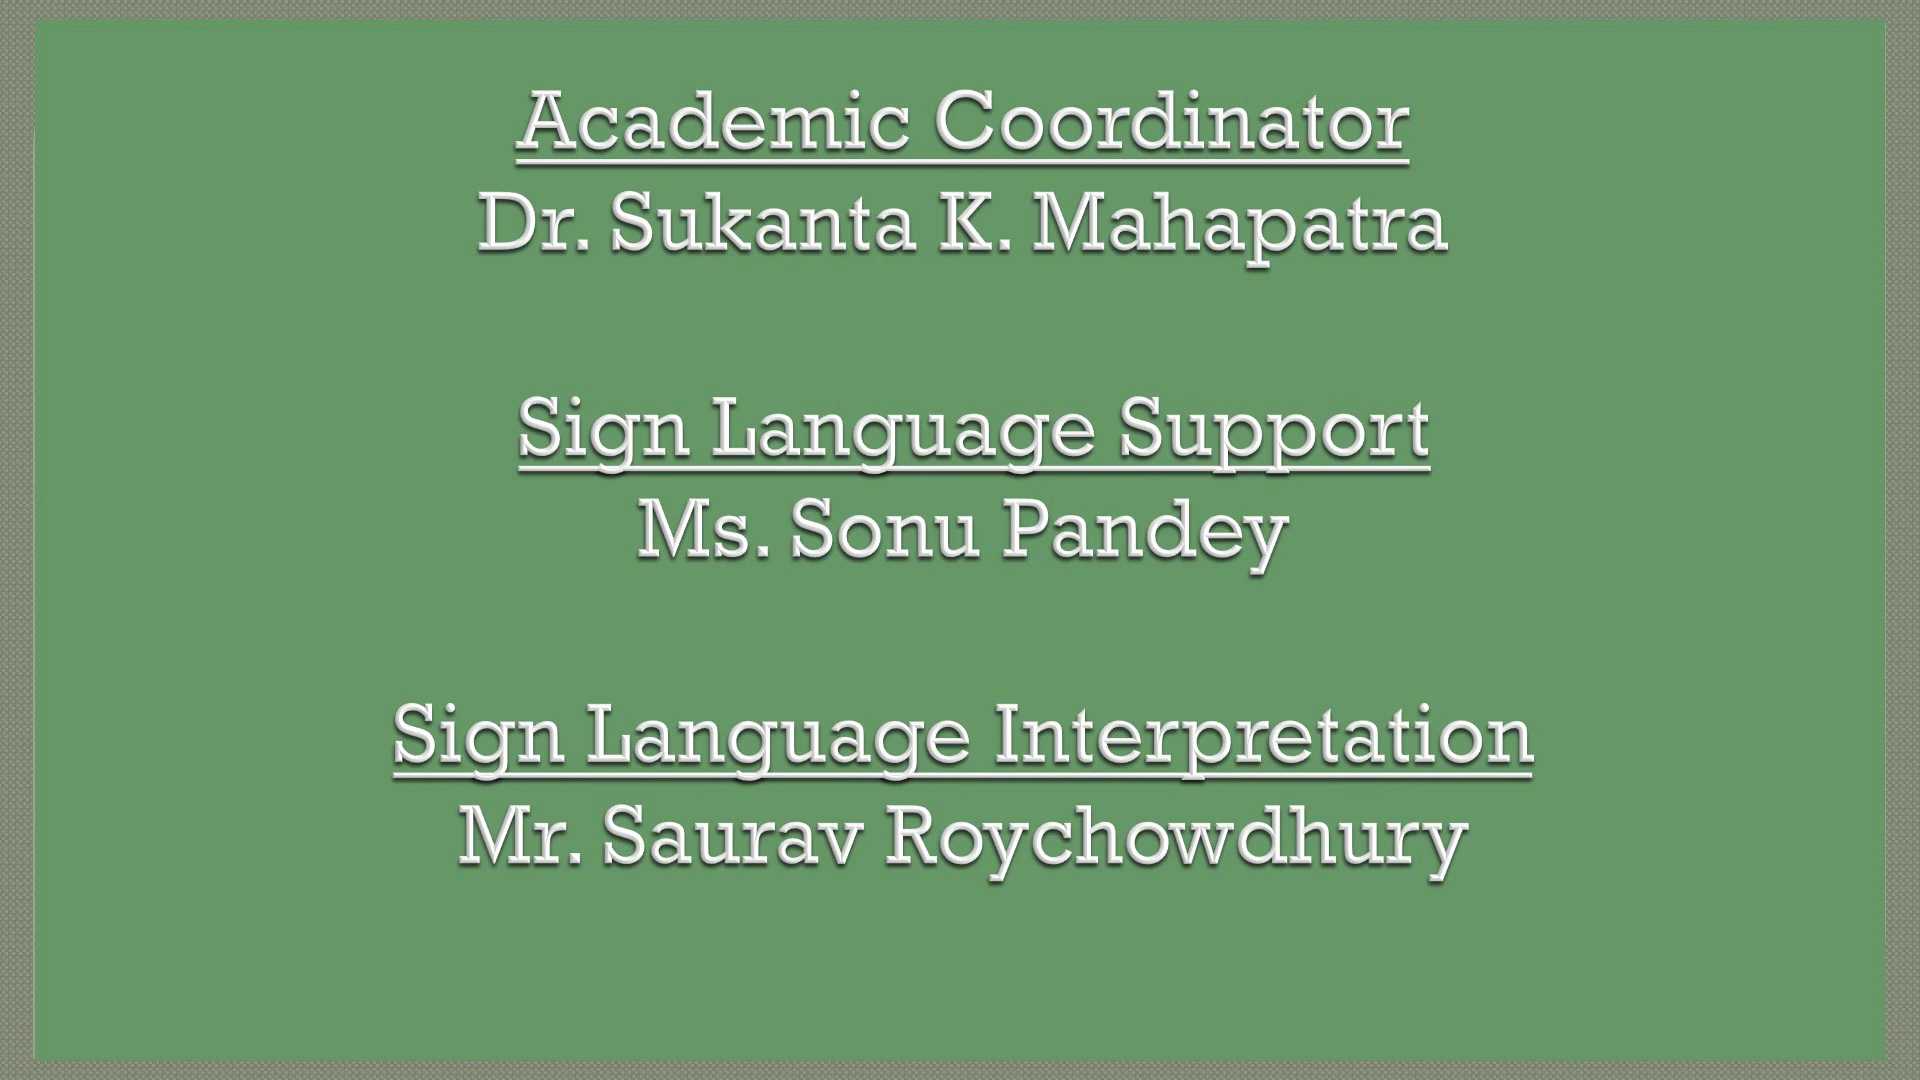 Academic Coordinator
Dr. Sukanta K. Mahapatra
Sign Language Support
Ms. Sonu Pandey
Sign Language Interpretation
Mr. Saurav Roychowdhury